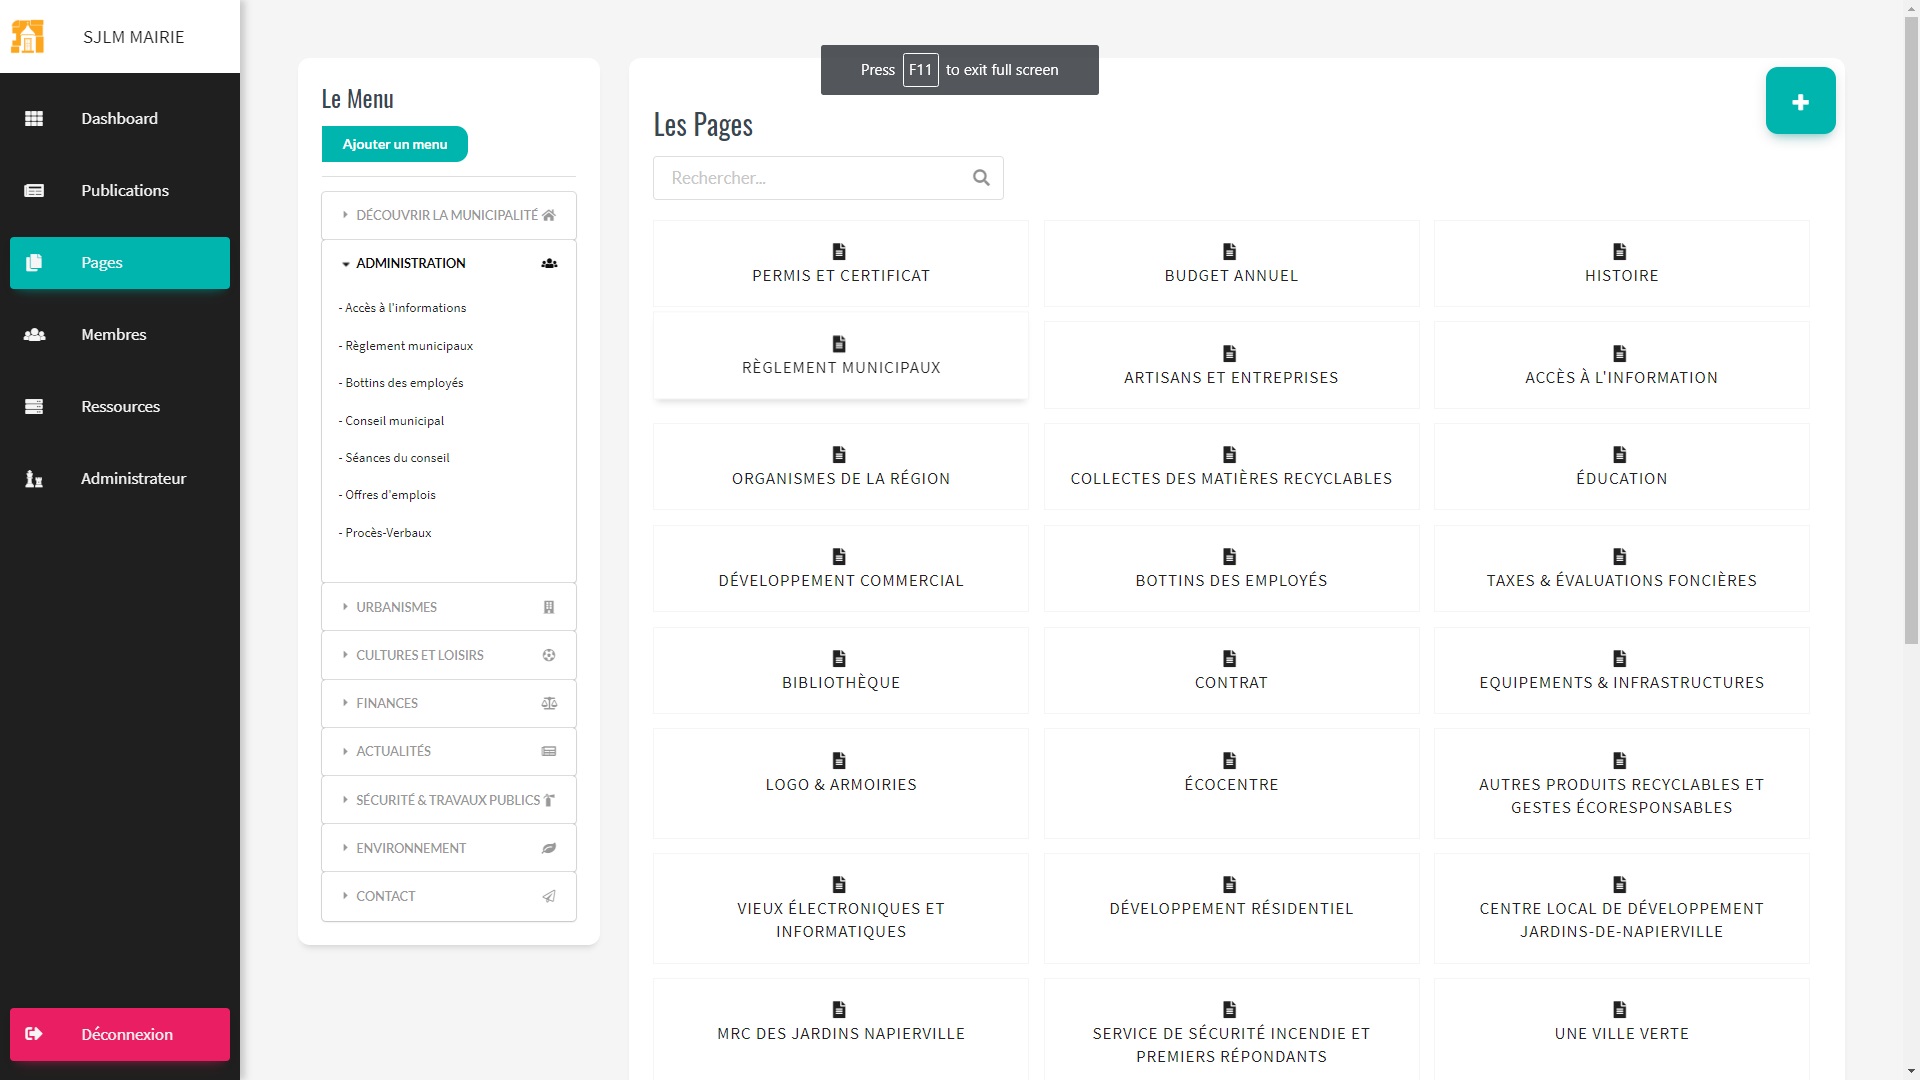 SJLM MAIRIE
Dashboard
Publications
Pages
Membres
Ressources
Administrateur
Déconnexion
Le Menu
Ajouter un menu
DÉCOUVRIR LA MUNICIPALITÉ
ADMINISTRATION
- Accès à l'informations
- Règlement municipaux
- Bottins des employés
- Conseil municipal
- Séances du conseil
- Offres d'emplois
- Procès-Verbaux
URBANISMES
CULTURES ET LOISIRS
FINANCES
ACTUALITÉS
SÉCURITÉ & TRAVAUX PUBLICS
ENVIRONNEMENT
CONTACT
Press F11 to exit full screen
Les Pages
Rechercher...
PERMIS ET CERTIFICAT
BUDGET ANNUEL
HISTOIRE
RÈGLEMENT MUNICIPAUX
ARTISANS ET ENTREPRISES
ACCÈS À L'INFORMATION
ORGANISMES DE LA RÉGION
COLLECTES DES MATIÈRES RECYCLABLES
ÉDUCATION
DÉVELOPPEMENT COMMERCIAL
BOTTINS DES EMPLOYÉS
TAXES & ÉVALUATIONS FONCIÈRES
BIBLIOTHÈQUE
CONTRAT
EQUIPEMENTS & INFRASTRUCTURES
LOGO & ARMOIRIES
ÉCOCENTRE
AUTRES PRODUITS RECYCLABLES ET
GESTES ÉCORESPONSABLES
VIEUX ÉLECTRONIQUES ET
INFORMATIQUES
DÉVELOPPEMENT RÉSIDENTIEL
CENTRE LOCAL DE DÉVELOPPEMENT
JARDINS-DE-NAPIERVILLE
MRC DES JARDINS NAPIERVILLE
SERVICE DE SÉCURITÉ INCENDIE ET
PREMIERS RÉPONDANTS
UNE VILLE VERTE